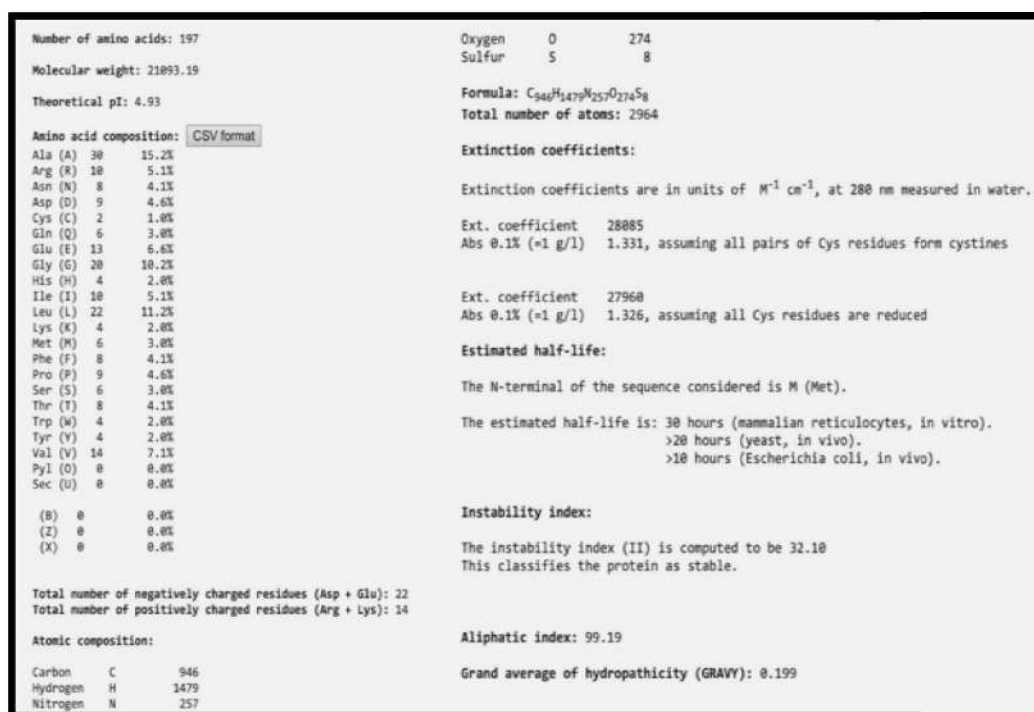 Number of amino acids: 197
Molecular weight: 21093.19
Theoretical pI: 4.93
Amino acid composition: CSV format
Ala (A) 30 15.2%
Arg (R) 10 5.1%
Asn (N) 8 4.1%
Asp (D) 9 4.6%
Cys (C) 2 1.0%
Gln (Q) 6 3.0%
Glu (E) 13 6.6%
Gly (G) 20 10.2%
His (H) 4 2.0%
Ile (I) 10 5.1%
Leu (L) 22 11.2%
Lys (K) 4 2.0%
Met (M) 6 3.0%
Phe (F) 8 4.1%
Pro (P) 9 4.6%
Ser (S) 6 3.0%
Thr (T) 8 4.1%
Trp (W) 4 2.0%
Tyr (Y) 4 2.0%
Val (V) 14 7.1%
Pyl (O) 0 0.0%
Sec (U) 0 0.0%
(B) 0 0.0%
(Z) 0 0.0%
(X) 0 0.0%
Total number of negatively charged residues (Asp + Glu): 22
Total number of positively charged residues (Arg + Lys): 14
Atomic composition:
Carbon C 946
Hydrogen H 1479
Nitrogen N 257
Oxygen O 274
Sulfur S 8
Formula: C₉₄₆H₁₄₇₉N₂₅₇O₂₇₄S₈
Total number of atoms: 2964
Extinction coefficients:
Extinction coefficients are in units of M⁻¹ cm⁻¹, at 280 nm measured in water.
Ext. coefficient 28085
Abs 0.1% (=1 g/l) 1.331, assuming all pairs of Cys residues form cystines
Ext. coefficient 27960
Abs 0.1% (=1 g/l) 1.326, assuming all Cys residues are reduced
Estimated half-life:
The N-terminal of the sequence considered is M (Met).
The estimated half-life is: 30 hours (mammalian reticulocytes, in vitro).
>20 hours (yeast, in vivo).
>10 hours (Escherichia coli, in vivo).
Instability index:
The instability index (II) is computed to be 32.10
This classifies the protein as stable.
Aliphatic index: 99.19
Grand average of hydropathicity (GRAVY): 0.199